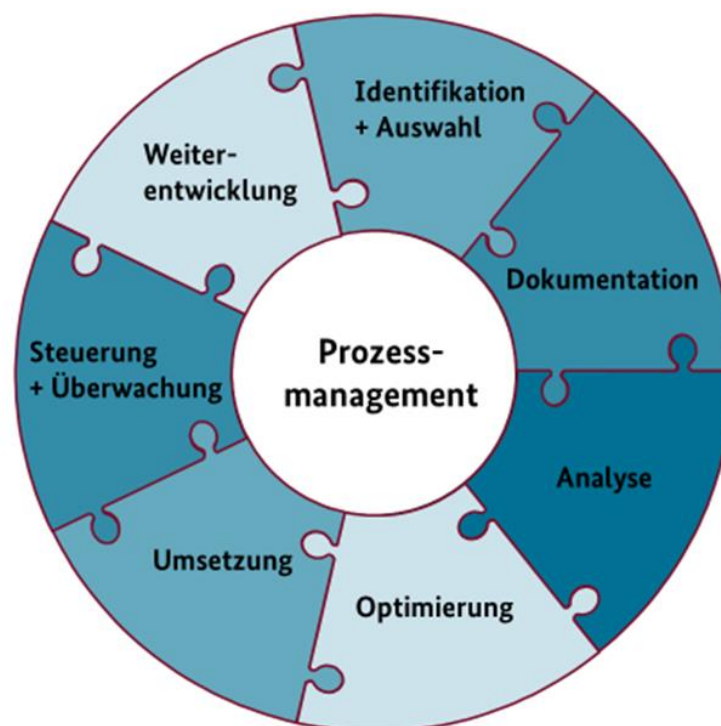 Identifikation
+ Auswahl
Weiter-
entwicklung
Dokumentation
Steuerung
+ Überwachung
Prozess-
management
Analyse
Umsetzung
Optimierung